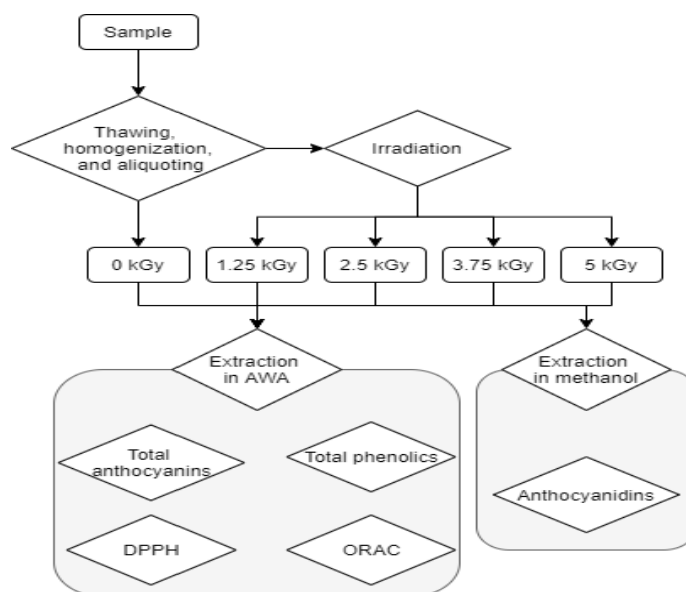 Sample
Thawing,
homogenization,
and aliquoting
Irradiation
0 kGy
1.25 kGy
2.5 kGy
3.75 kGy
5 kGy
Extraction
in AWA
Extraction
in methanol
Total
anthocyanins
Total phenolics
Anthocyanidins
DPPH
ORAC